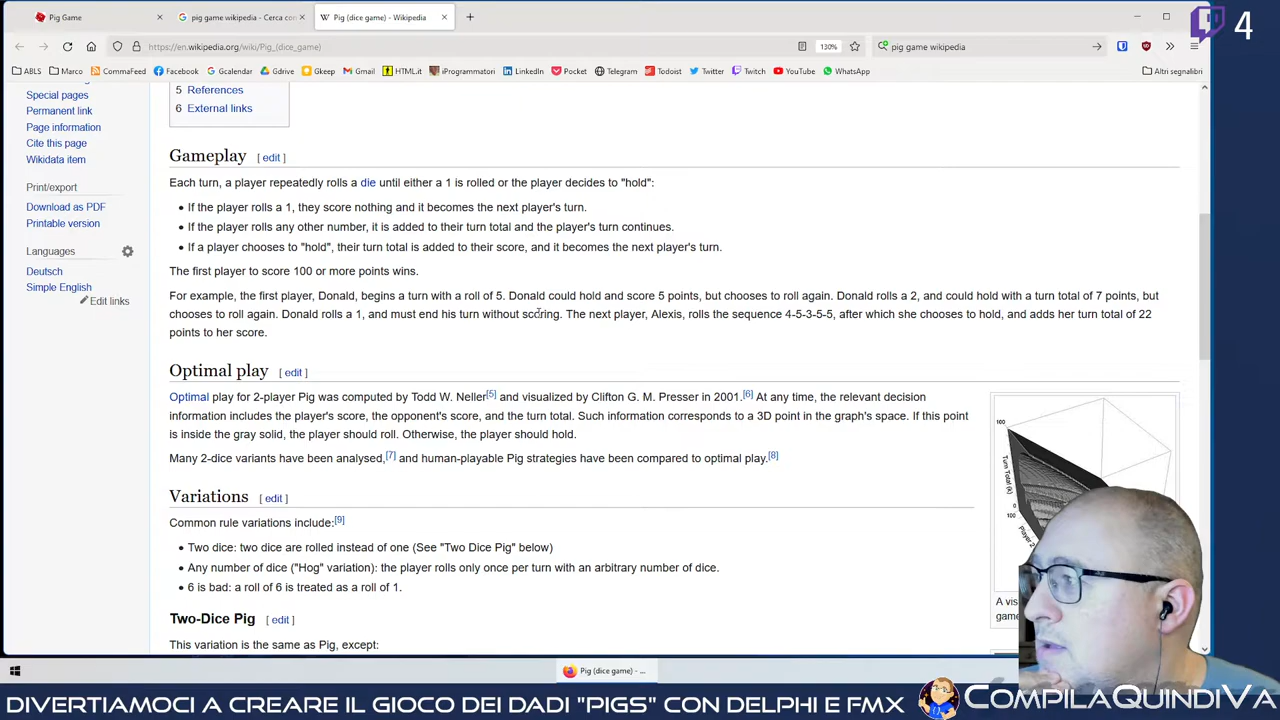 Pig Game
pig game wikipedia - Cerca con
Pig (dice game) - Wikipedia
4
https://en.wikipedia.org/wiki/Pig_(dice_game)
130%
pig game wikipedia
ABLS Marco CommaFeed Facebook Gcalendar Gdrive Gkeep Gmail HTML.it iProgrammatori LinkedIn Pocket Telegram Todoist Twitter Twitch YouTube WhatsApp Altri segnalibri
Special pages
Permanent link
Page information
Cite this page
Wikidata item
Print/export
Download as PDF
Printable version
Languages
Deutsch
Simple English
Edit links
5 References
6 External links
Gameplay [ edit ]
Each turn, a player repeatedly rolls a die until either a 1 is rolled or the player decides to "hold":
• If the player rolls a 1, they score nothing and it becomes the next player's turn.
• If the player rolls any other number, it is added to their turn total and the player's turn continues.
• If a player chooses to "hold", their turn total is added to their score, and it becomes the next player's turn.
The first player to score 100 or more points wins.
For example, the first player, Donald, begins a turn with a roll of 5. Donald could hold and score 5 points, but chooses to roll again. Donald rolls a 2, and could hold with a turn total of 7 points, but
chooses to roll again. Donald rolls a 1, and must end his turn without scoring. The next player, Alexis, rolls the sequence 4-5-3-5-5, after which she chooses to hold, and adds her turn total of 22
points to her score.
Optimal play [ edit ]
Optimal play for 2-player Pig was computed by Todd W. Neller[5] and visualized by Clifton G. M. Presser in 2001.[6] At any time, the relevant decision
information includes the player's score, the opponent's score, and the turn total. Such information corresponds to a 3D point in the graph's space. If this point
is inside the gray solid, the player should roll. Otherwise, the player should hold.
Many 2-dice variants have been analysed,[7] and human-playable Pig strategies have been compared to optimal play.[8]
100
Turn Total (k)
0
100
Player 2
A vis
game
Variations [ edit ]
Common rule variations include:[9]
• Two dice: two dice are rolled instead of one (See "Two Dice Pig" below)
• Any number of dice ("Hog" variation): the player rolls only once per turn with an arbitrary number of dice.
• 6 is bad: a roll of 6 is treated as a roll of 1.
Two-Dice Pig [ edit ]
This variation is the same as Pig, except:
Pig (dice game) - ...
DIVERTIAMOCI A CREARE IL GIOCO DEI DADI "PIGS" CON DELPHI E FMX
COMPILAQUINDIVA